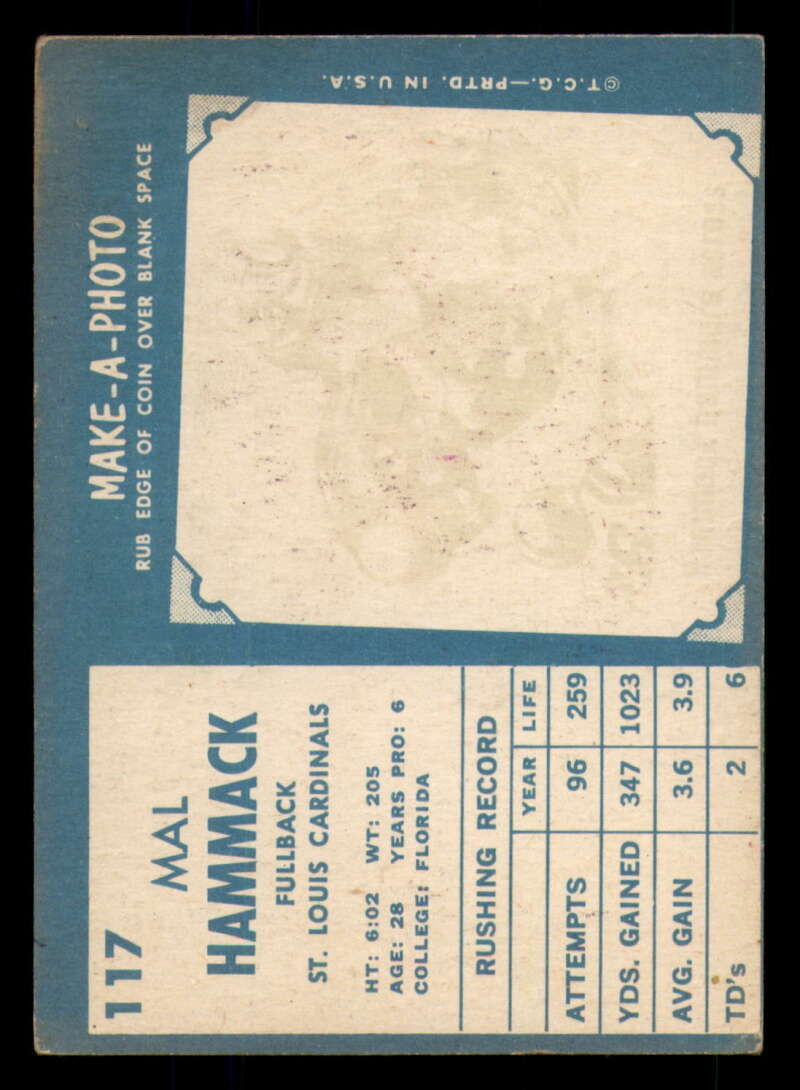 117
MAL
HAMMACK
FULLBACK
ST. LOUIS CARDINALS
HT: 6:02 WT: 205
AGE: 28 YEARS PRO: 6
COLLEGE: FLORIDA
RUSHING RECORD
YEAR LIFE
ATTEMPTS 96 259
YDS. GAINED 347 1023
AVG. GAIN 3.6 3.9
TD's 2 6
MAKE-A-PHOTO
RUB EDGE OF COIN OVER BLANK SPACE
©T.C.G.—PRTD. IN U.S.A.